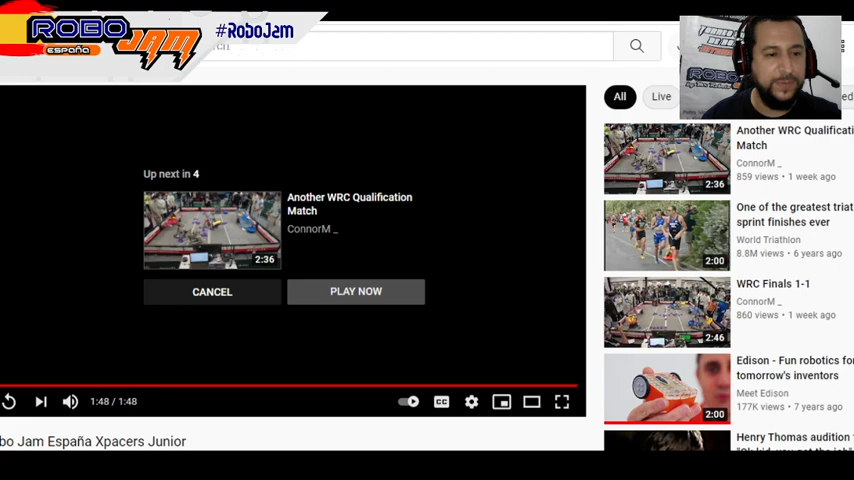 ROBO
España
JAM
#RoboJam
All
Live
Up next in 4
Another WRC Qualification
Match
ConnorM _
2:36
CANCEL
PLAY NOW
1:48 / 1:48
CC
bo Jam España Xpacers Junior
ROBO
Another WRC Qualificati
Match
ConnorM _
859 views • 1 week ago
2:36
One of the greatest triat
sprint finishes ever
World Triathlon
8.8M views • 6 years ago
2:00
WRC Finals 1-1
ConnorM _
860 views • 1 week ago
2:46
Edison - Fun robotics for
tomorrow's inventors
Meet Edison
177K views • 7 years ago
2:00
Henry Thomas audition